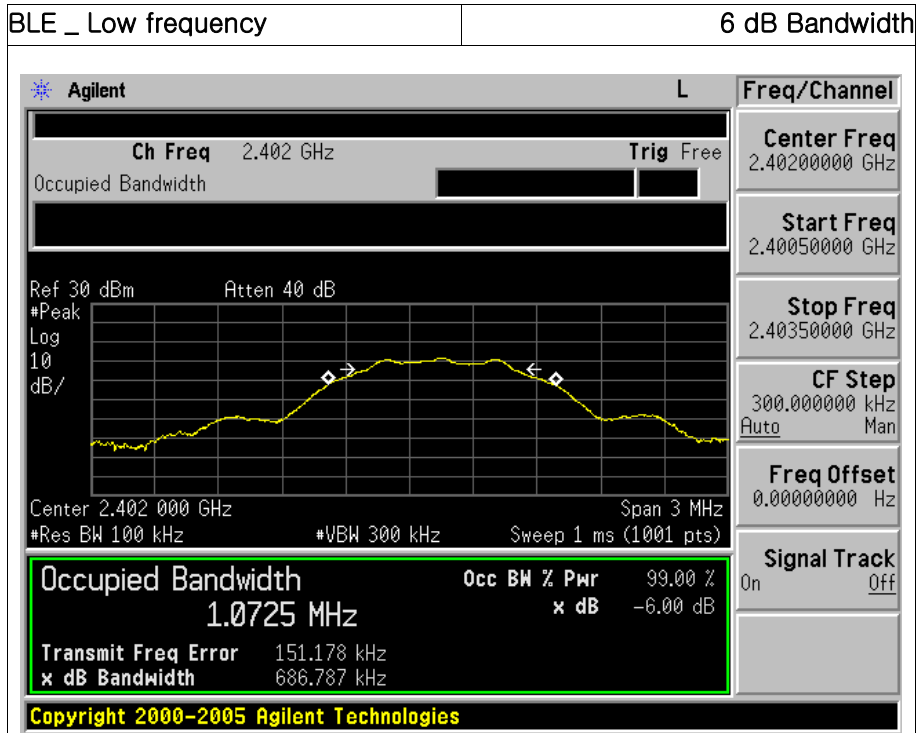 BLE _ Low frequency 6 dB Bandwidth
Agilent L Freq/Channel
Ch Freq 2.402 GHz Trig Free
Occupied Bandwidth
Center Freq
2.40200000 GHz
Start Freq
2.40050000 GHz
Stop Freq
2.40350000 GHz
CF Step
300.000000 kHz
Auto Man
Freq Offset
0.00000000 Hz
Signal Track
On Off
Ref 30 dBm Atten 40 dB
#Peak
Log
10
dB/
Center 2.402 000 GHz Span 3 MHz
#Res BW 100 kHz #VBW 300 kHz Sweep 1 ms (1001 pts)
Occupied Bandwidth Occ BW % Pwr 99.00 %
1.0725 MHz x dB -6.00 dB
Transmit Freq Error 151.178 kHz
x dB Bandwidth 686.787 kHz
Copyright 2000-2005 Agilent Technologies